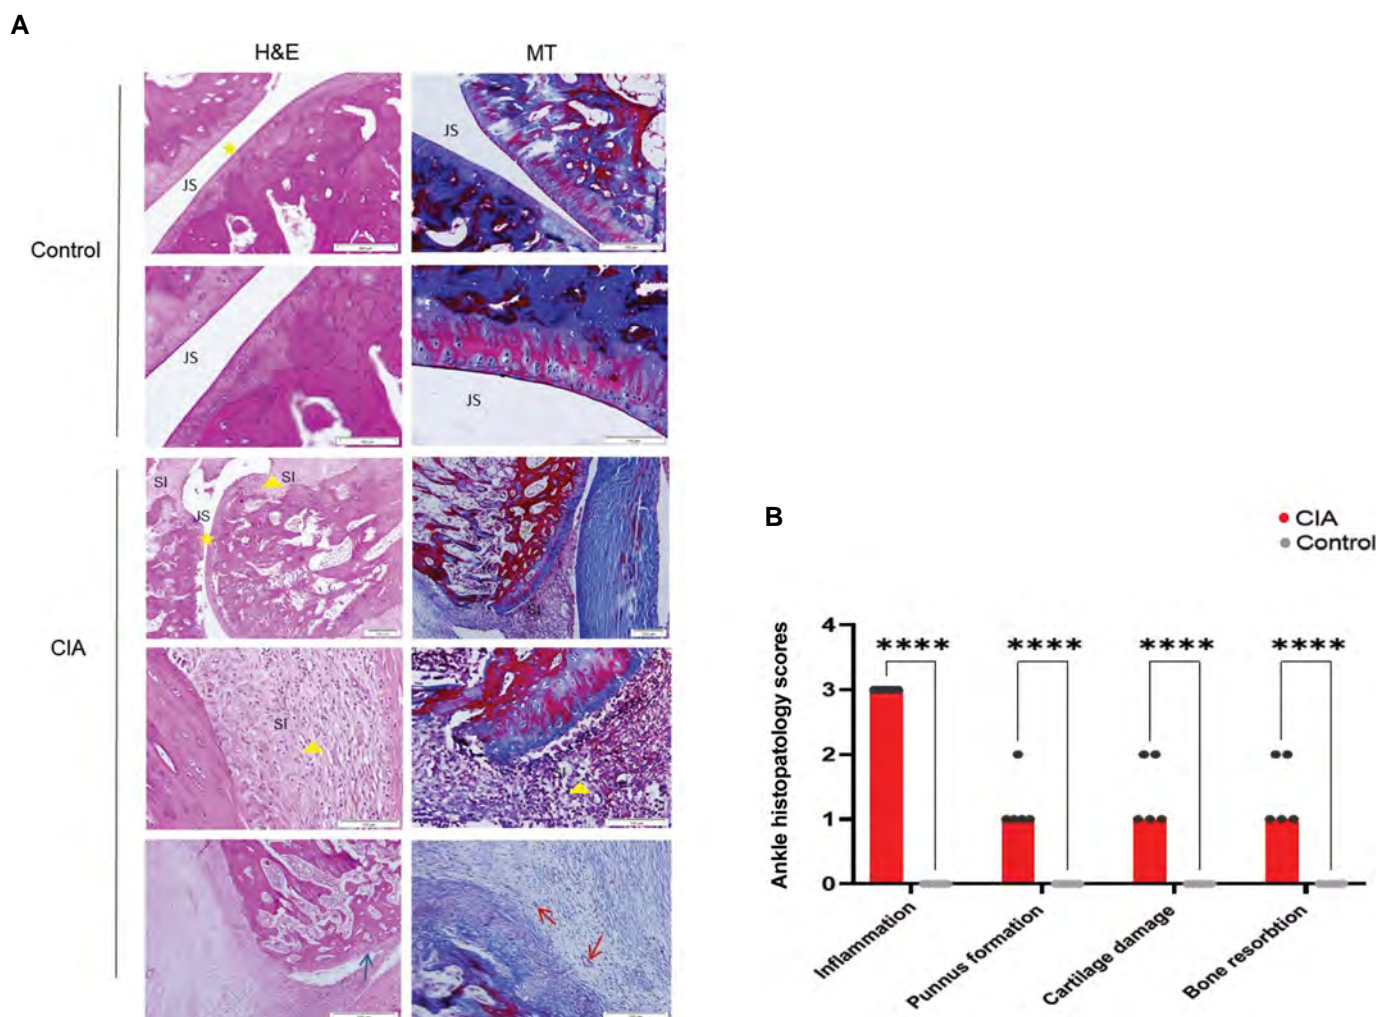 A
H&E MT
JS
JS
Control
JS
JS
SI
SI
JS
SI
CIA
SI
B
CIA
Control
Ankle histopatology scores
4
3
2
1
0
**** **** **** ****
Inflammation
Punnus formation
Cartilage damage
Bone resorbtion